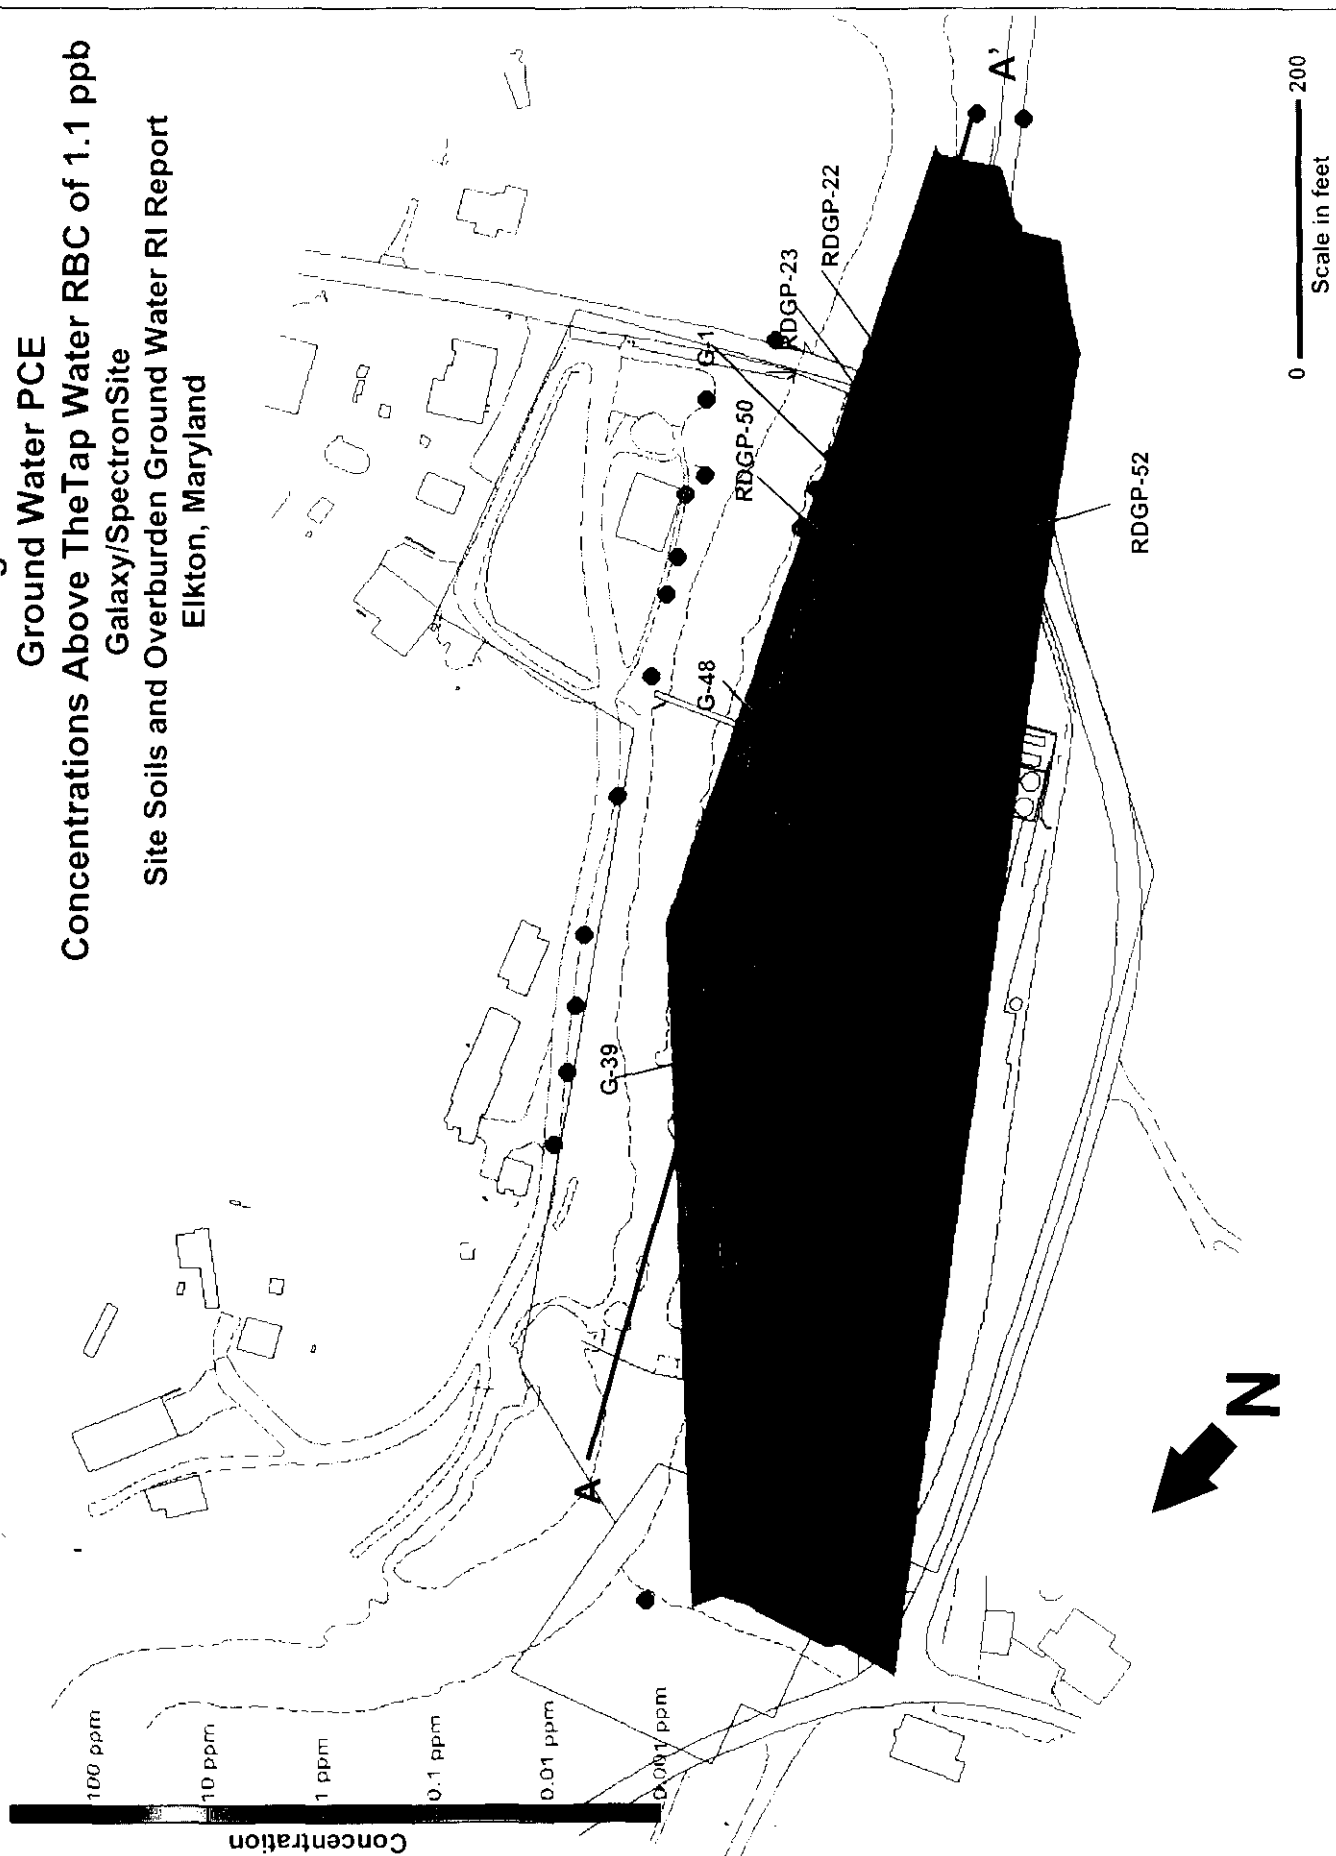 Ground Water PCE
Concentrations Above TheTap Water RBC of 1.1 ppb
Galaxy/SpectronSite
Site Soils and Overburden Ground Water RI Report
Elkton, Maryland
100 ppm
10 ppm
1 ppm
0.1 ppm
0.01 ppm
0.001 ppm
Concentration
A
G-39
G-48
RDGP-50
G-1
RDGP-23
RDGP-22
A'
RDGP-52
N
0
200
Scale in feet